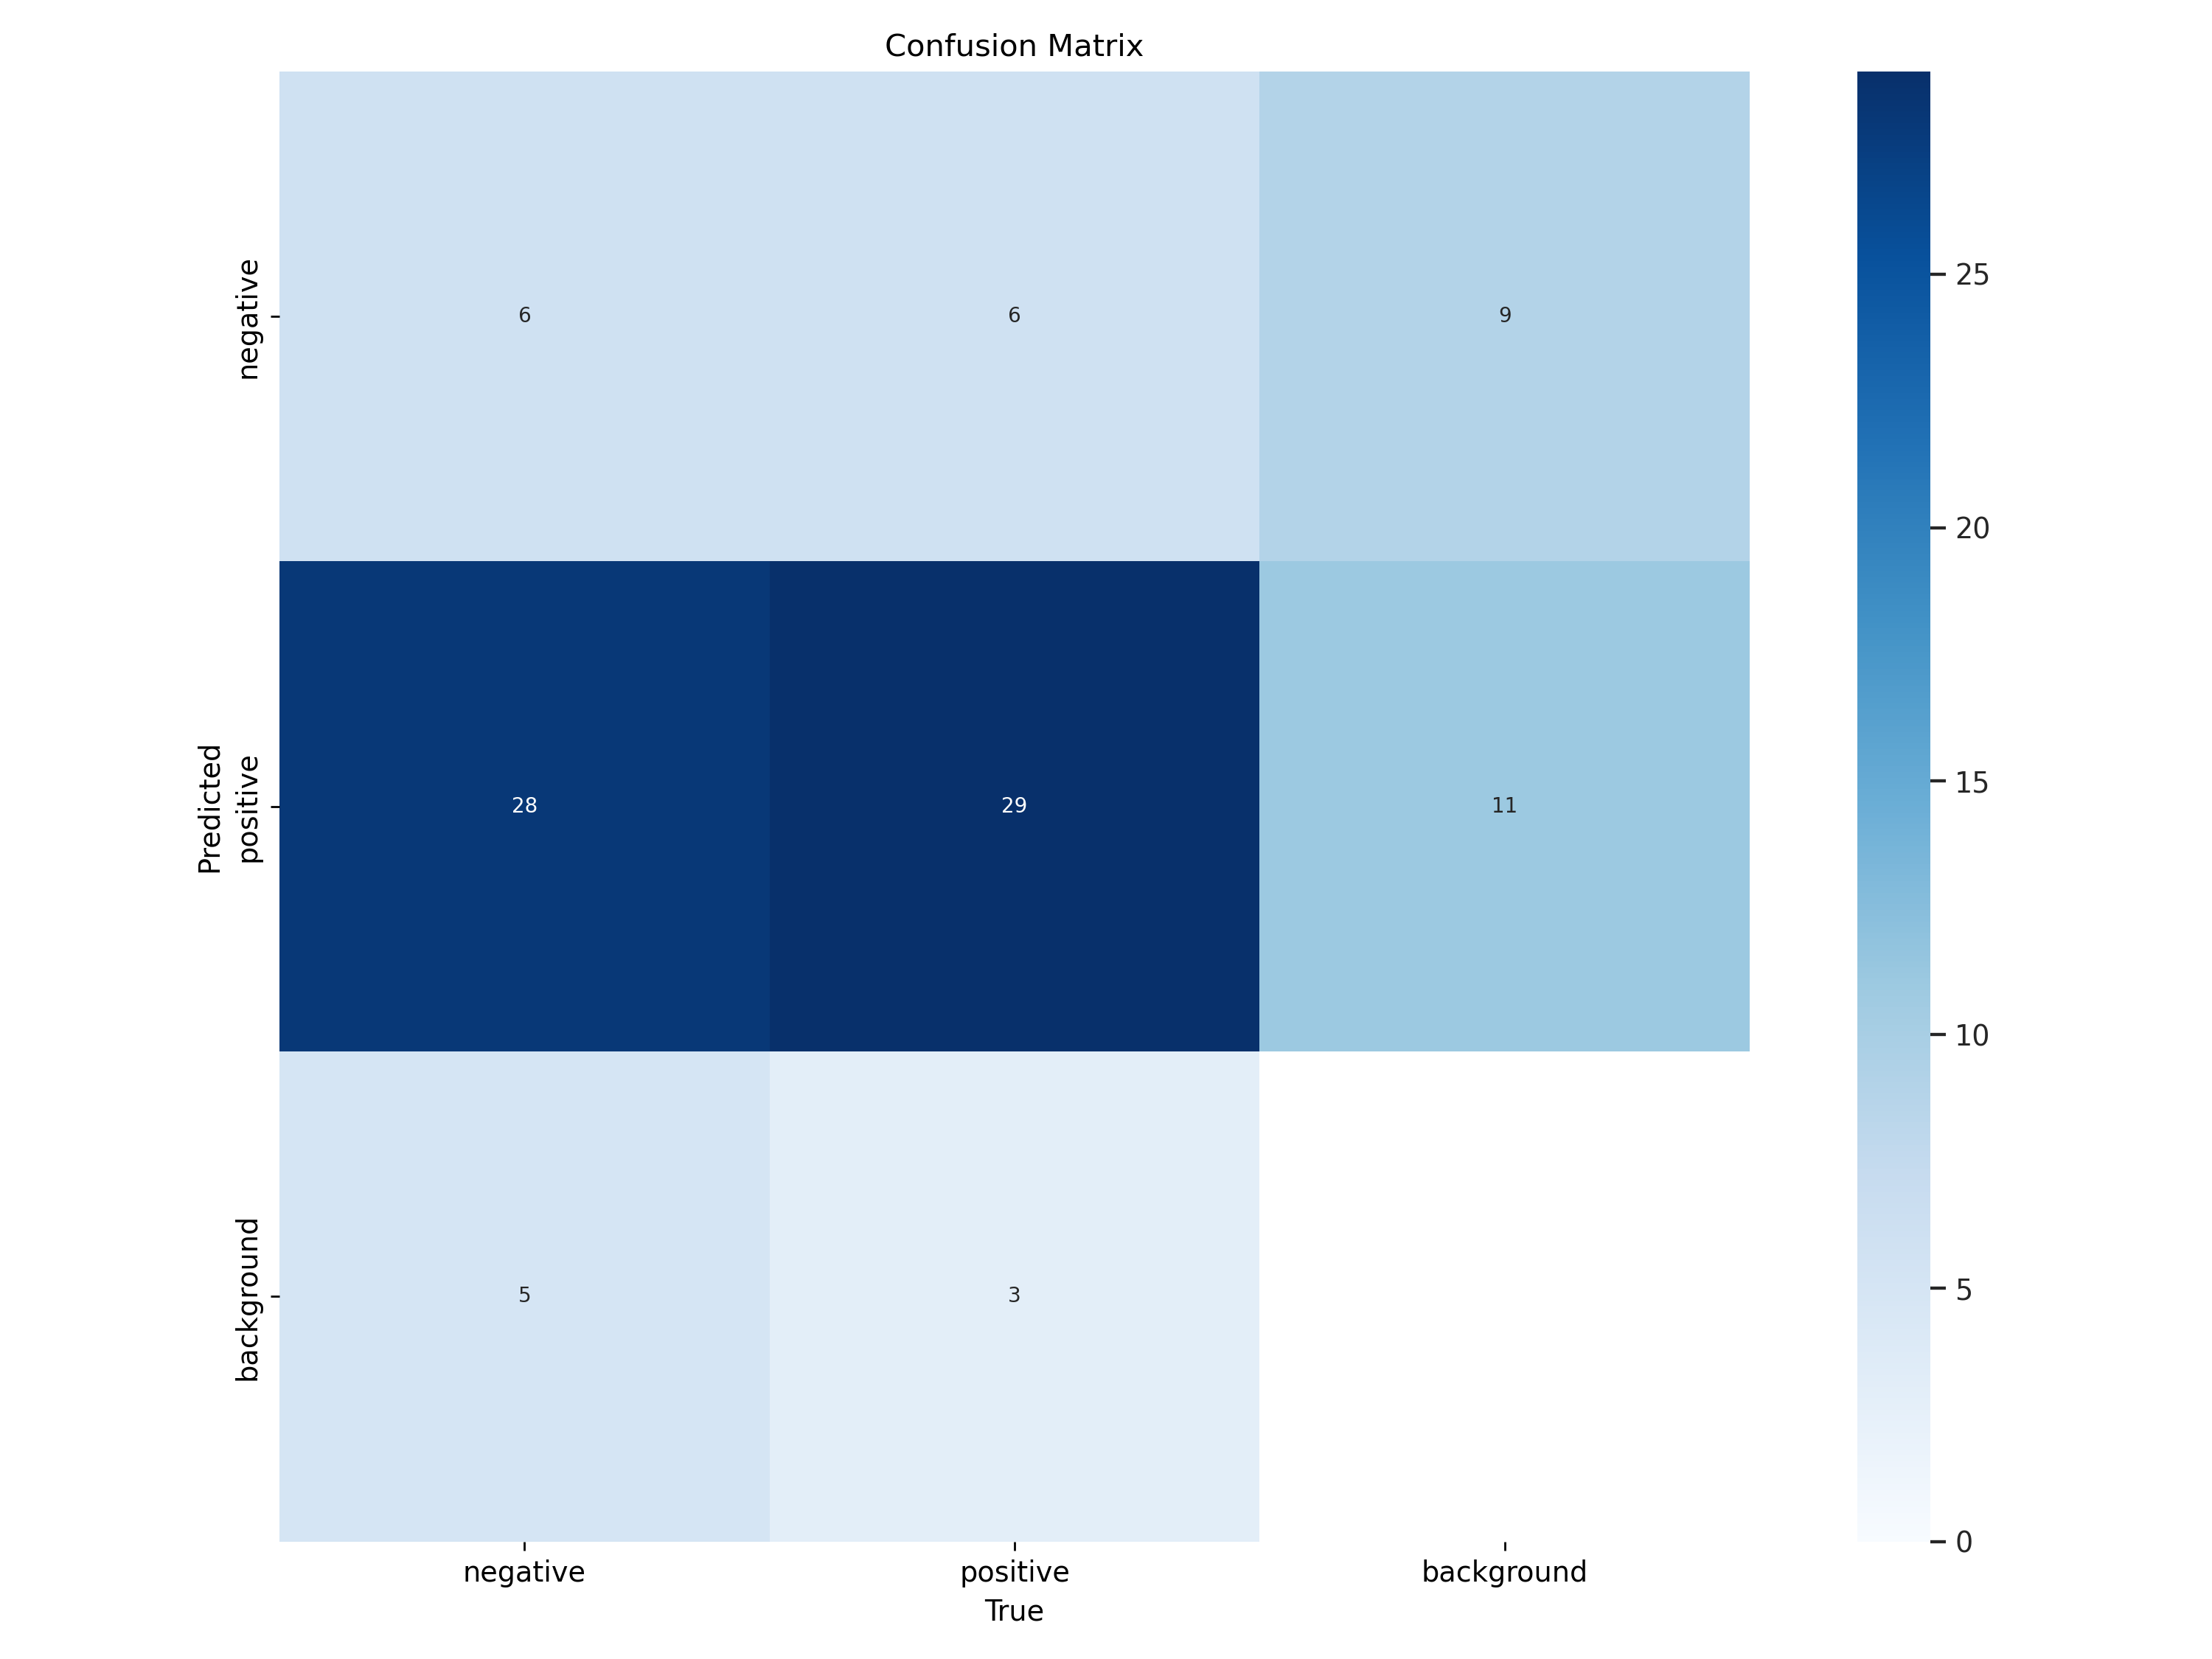 Confusion Matrix
negative
6 6 9
25
20
Predicted
positive
28 29 11
15
10
background
5 3
5
0
negative positive background
True